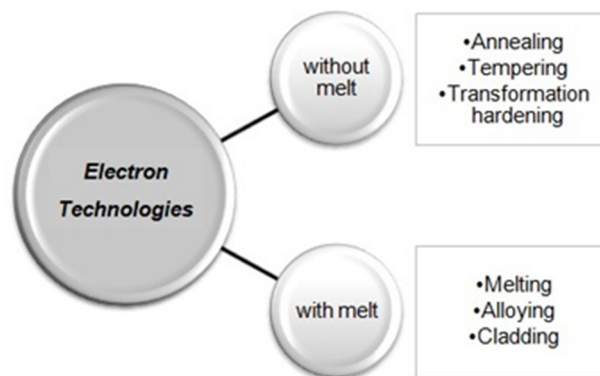 Electron
Technologies
without
melt
•Annealing
•Tempering
•Transformation
hardening
with melt
•Melting
•Alloying
•Cladding